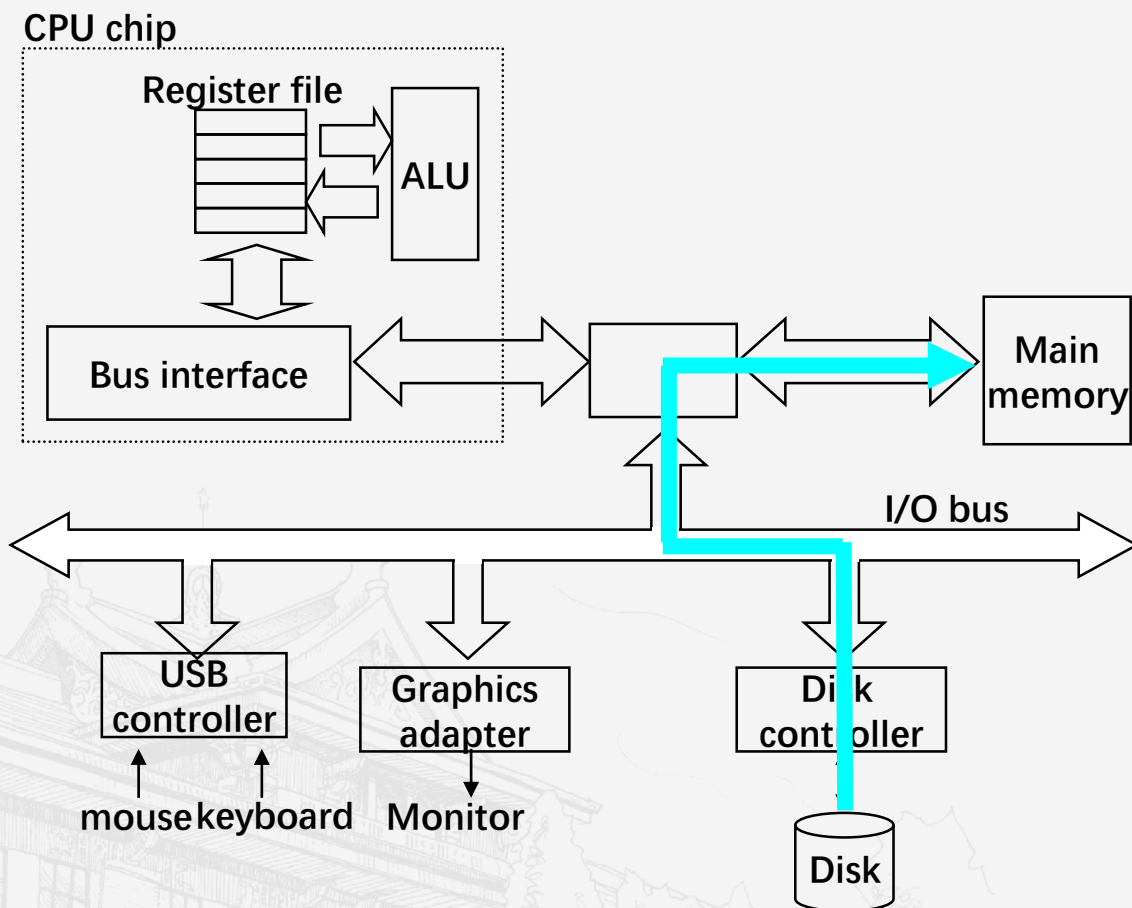 CPU chip
Register file
ALU
Bus interface
Main
memory
I/O bus
USB
controller
Graphics
adapter
Disk
controller
mouse
keyboard
Monitor
Disk